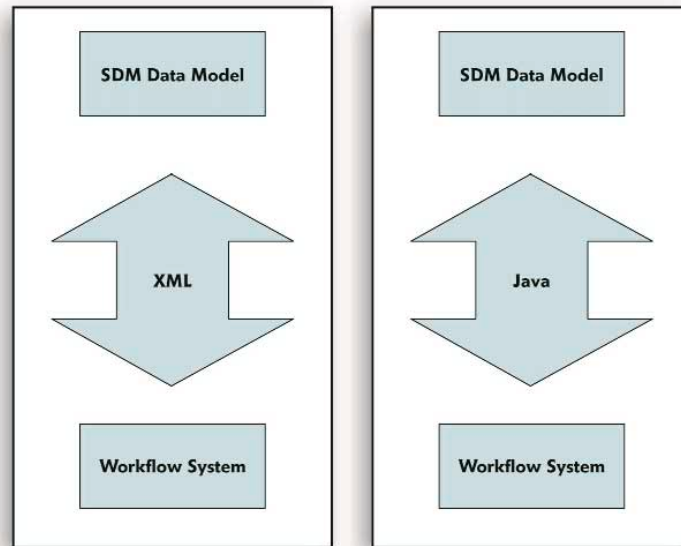 SDM Data Model
XML
Workflow System
SDM Data Model
Java
Workflow System